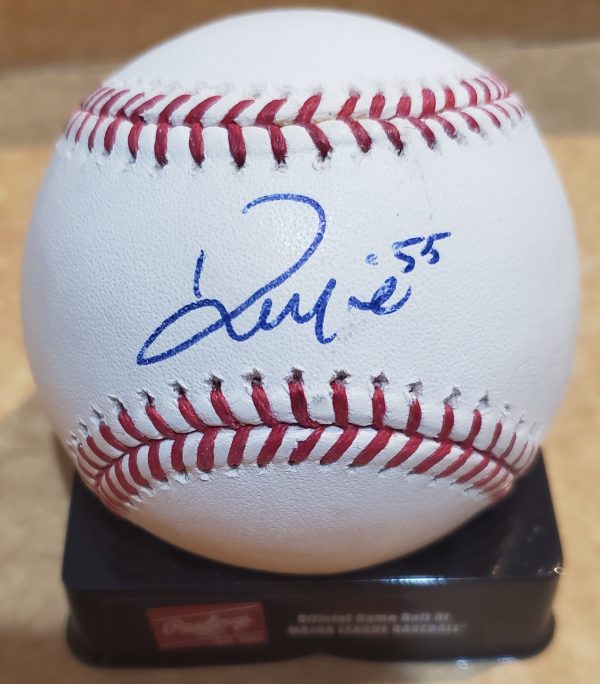 55
Rawlings
Official Game Ball of
MAJOR LEAGUE BASEBALL®